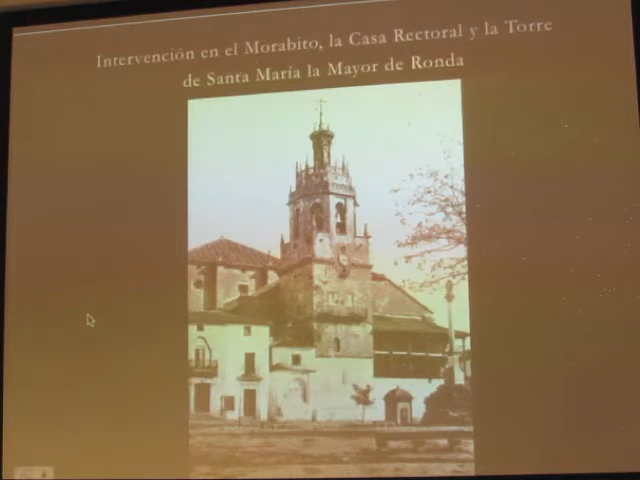 Intervención en el Morabito, la Casa Rectoral y la Torre
de Santa María la Mayor de Ronda